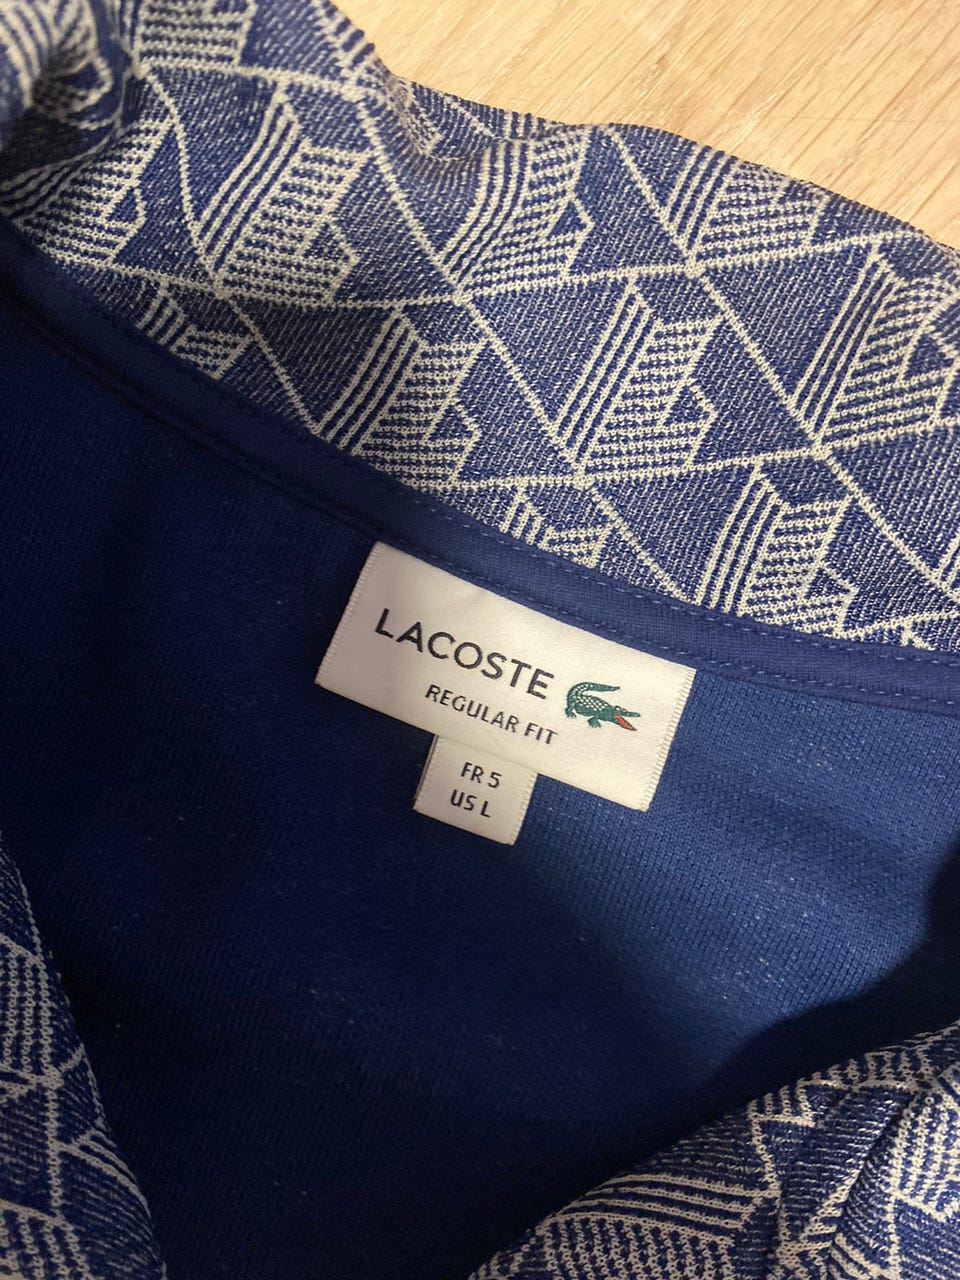 LACOSTE
REGULAR FIT
FR 5
US L